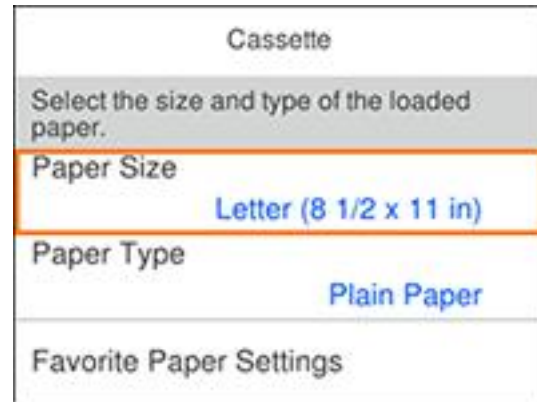 Cassette
Select the size and type of the loaded
paper.
Paper Size
Letter (8 1/2 x 11 in)
Paper Type
Plain Paper
Favorite Paper Settings